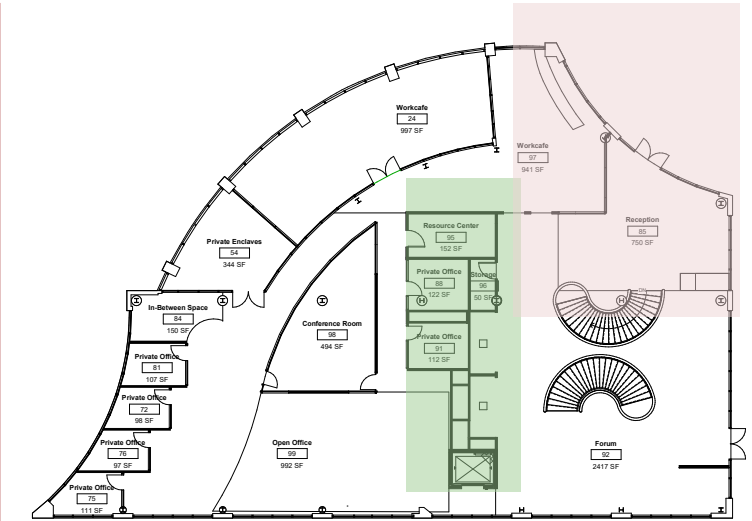 Workcafe
24
997 SF
Workcafe
97
941 SF
Resource Center
95
152 SF
Reception
85
750 SF
Private Enclaves
54
344 SF
Private Office
88
122 SF
Storage
96
50 SF
In-Between Space
84
150 SF
Conference Room
98
494 SF
Private Office
91
112 SF
Private Office
81
107 SF
Private Office
72
98 SF
Private Office
76
97 SF
Open Office
99
992 SF
Forum
92
2417 SF
Private Office
75
111 SF